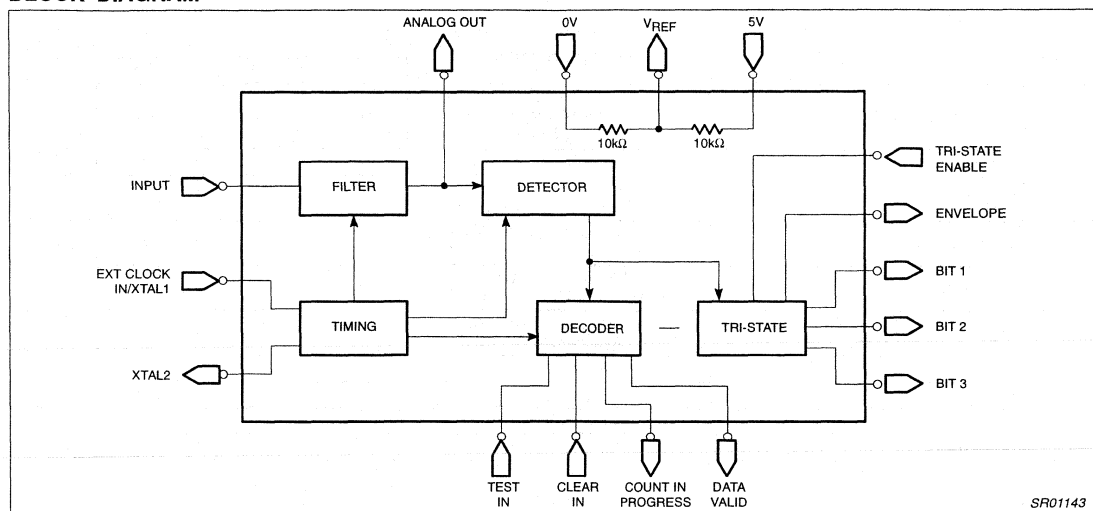 BLOCK DIAGRAM
ANALOG OUT
0V
VREF
5V
10kΩ
10kΩ
TRI-STATE
ENABLE
INPUT
FILTER
DETECTOR
ENVELOPE
EXT CLOCK
IN/XTAL1
BIT 1
TIMING
DECODER
TRI-STATE
BIT 2
XTAL2
BIT 3
TEST
IN
CLEAR
IN
COUNT IN
PROGRESS
DATA
VALID
SR01143